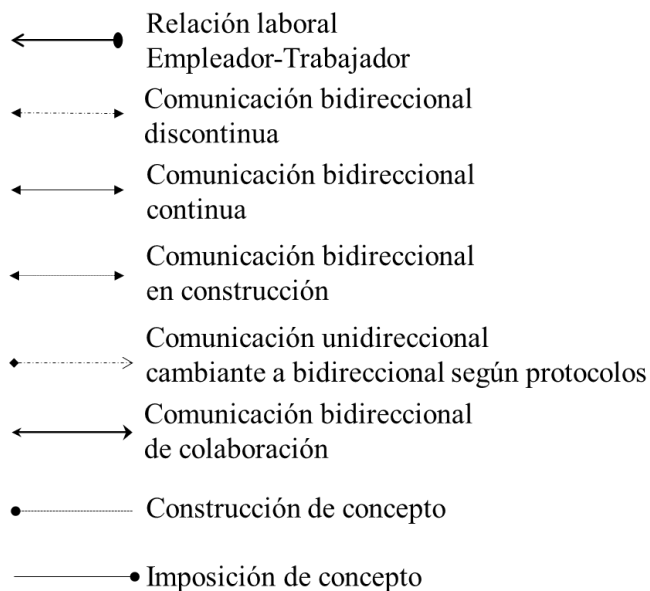 Relación laboral
Empleador-Trabajador
Comunicación bidireccional
discontinua
Comunicación bidireccional
continua
Comunicación bidireccional
en construcción
Comunicación unidireccional
cambiante a bidireccional según protocolos
Comunicación bidireccional
de colaboración
Construcción de concepto
Imposición de concepto